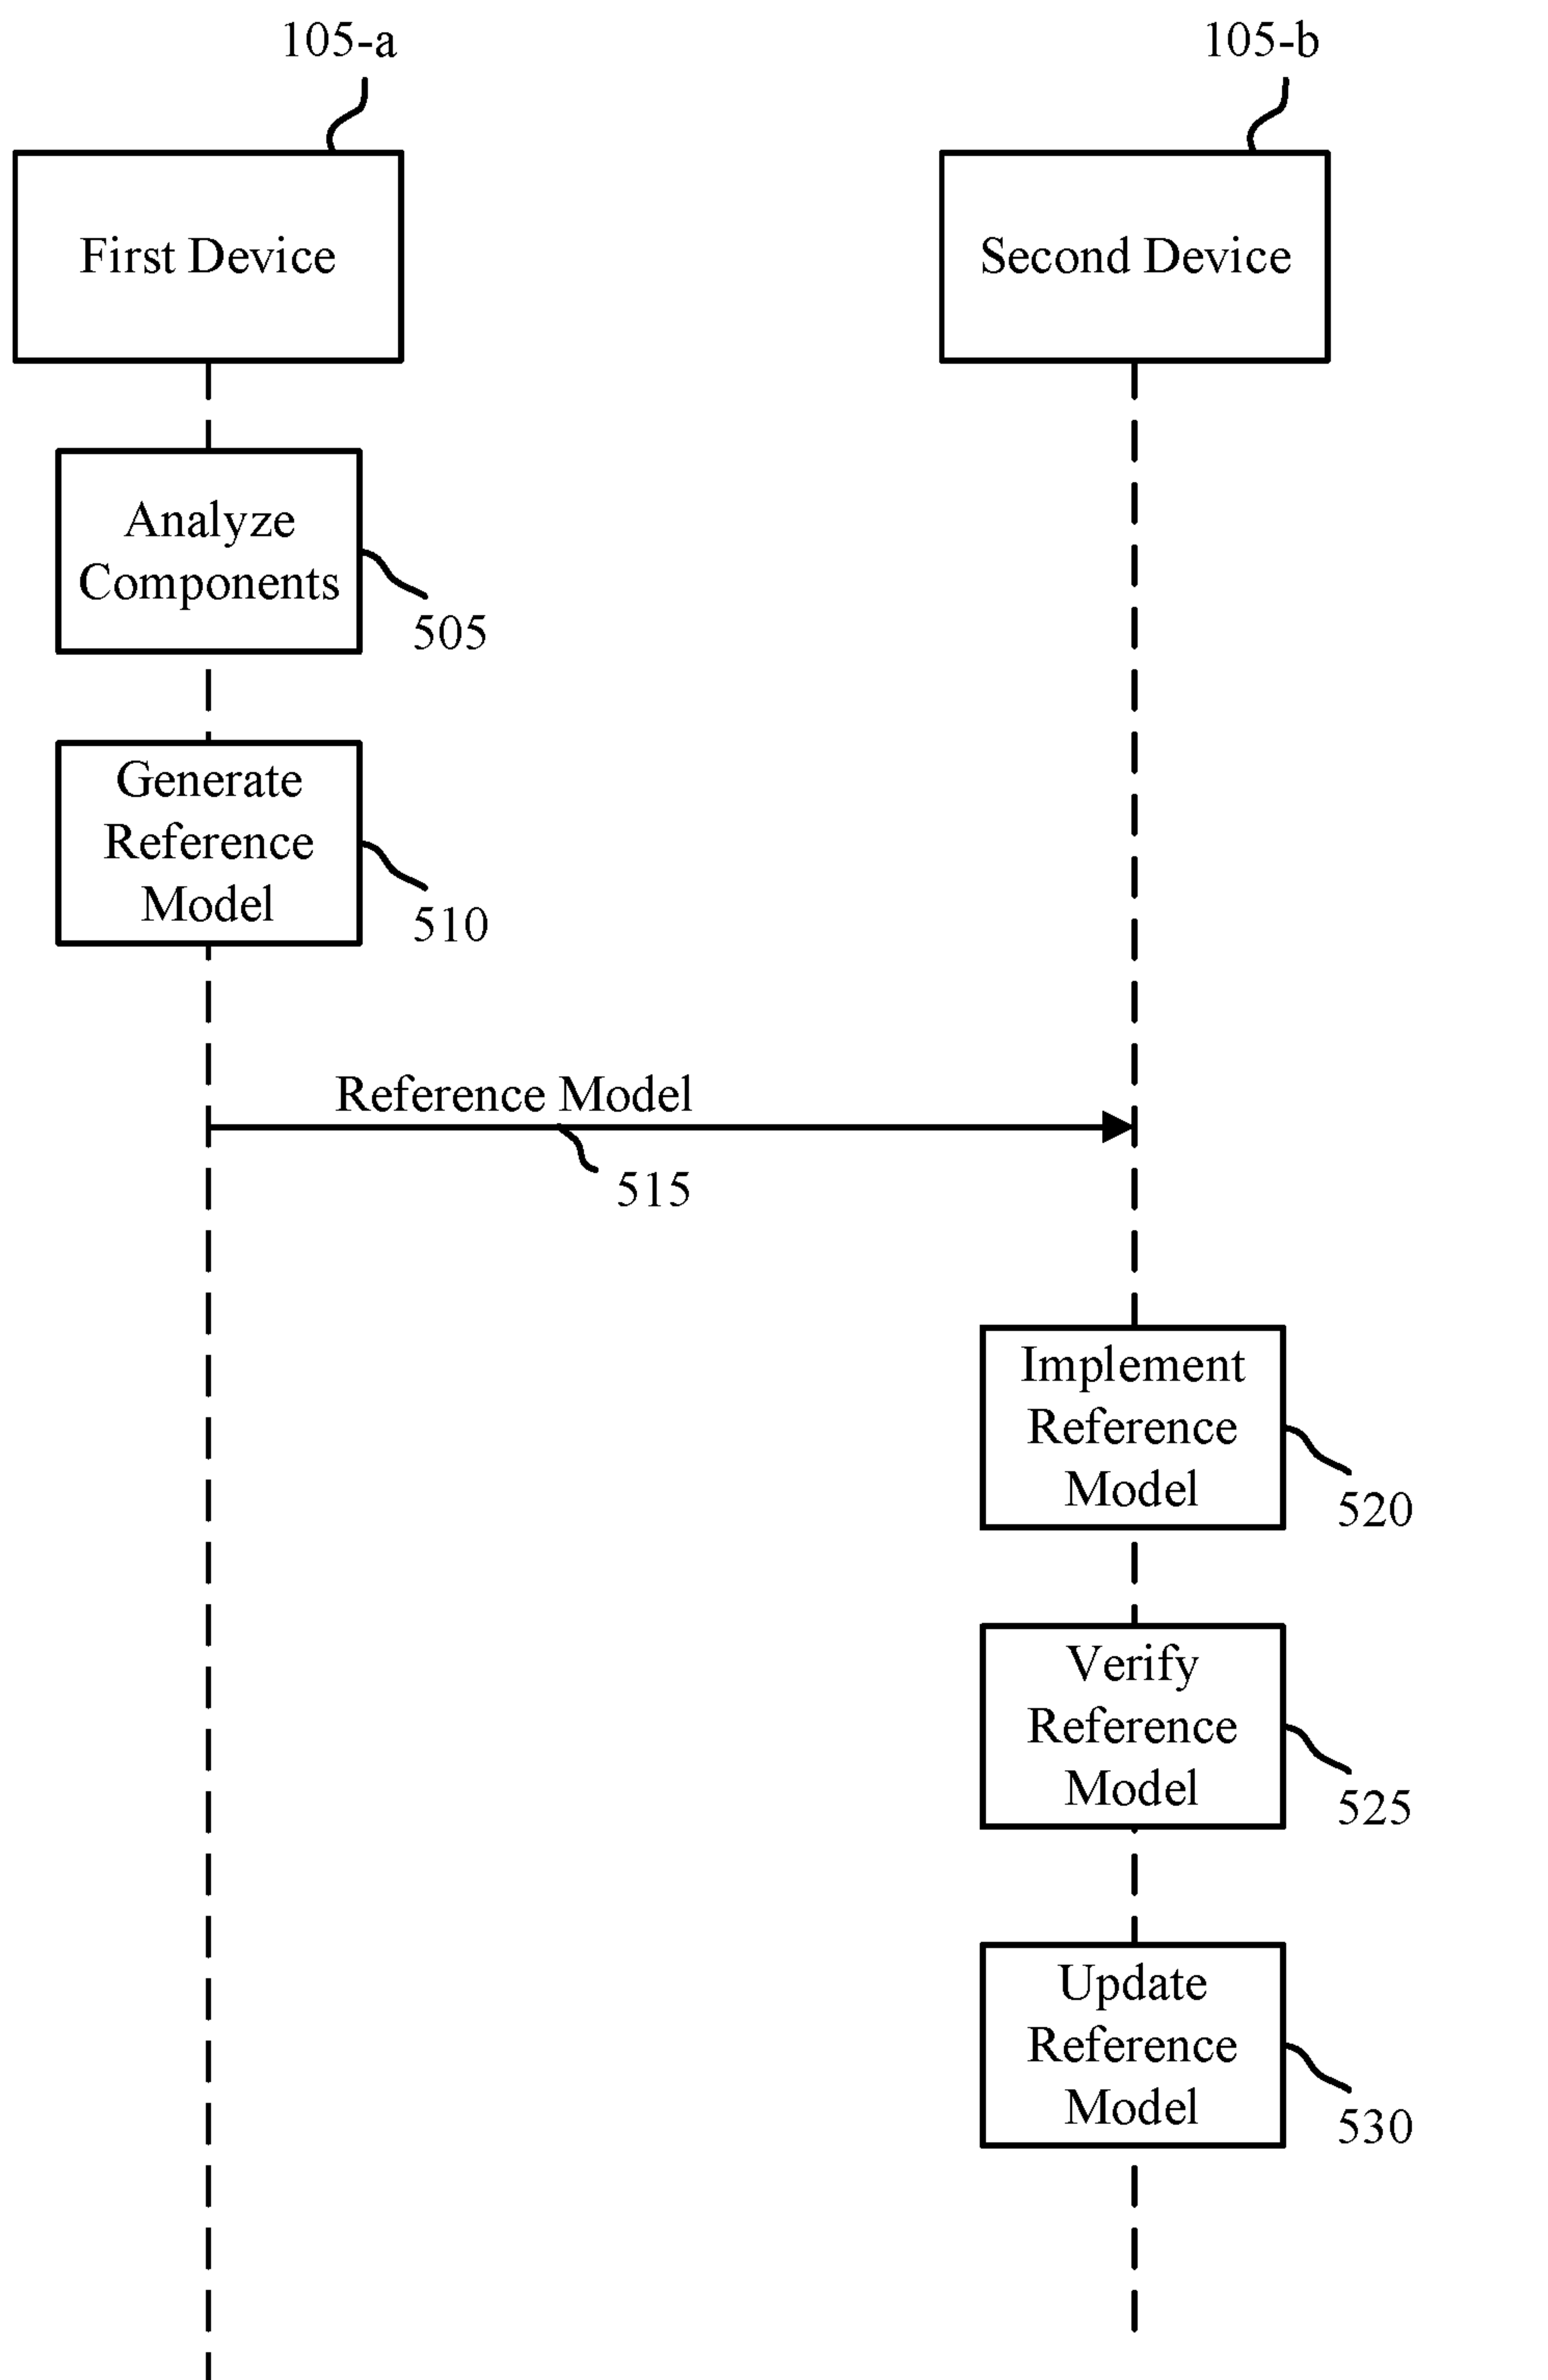 105-a
105-b
First Device
Second Device
Analyze
Components
505
Generate
Reference
Model
510
Reference Model
515
Implement
Reference
Model
520
Verify
Reference
Model
525
Update
Reference
Model
530